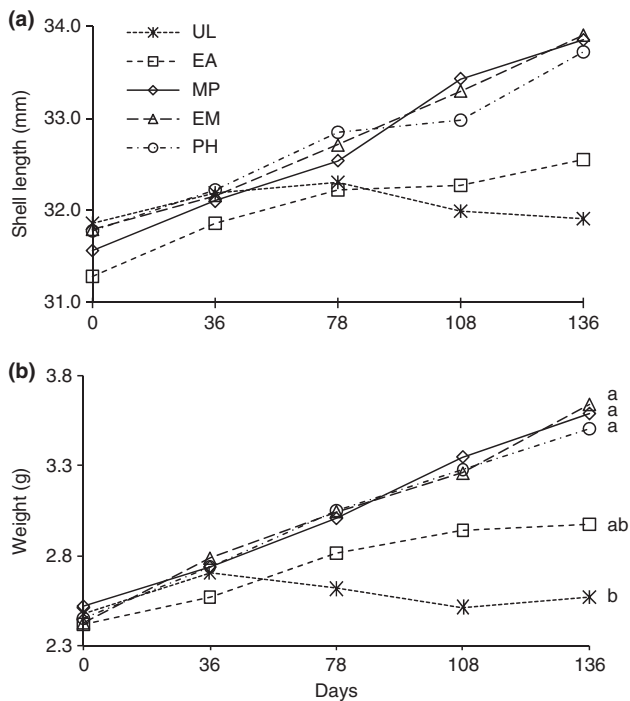 (a)
34.0
33.0
32.0
31.0
Shell length (mm)
UL
EA
MP
EM
PH
0 36 78 108 136
(b)
3.8
3.3
2.8
2.3
Weight (g)
a
a
a
ab
b
0 36 78 108 136
Days